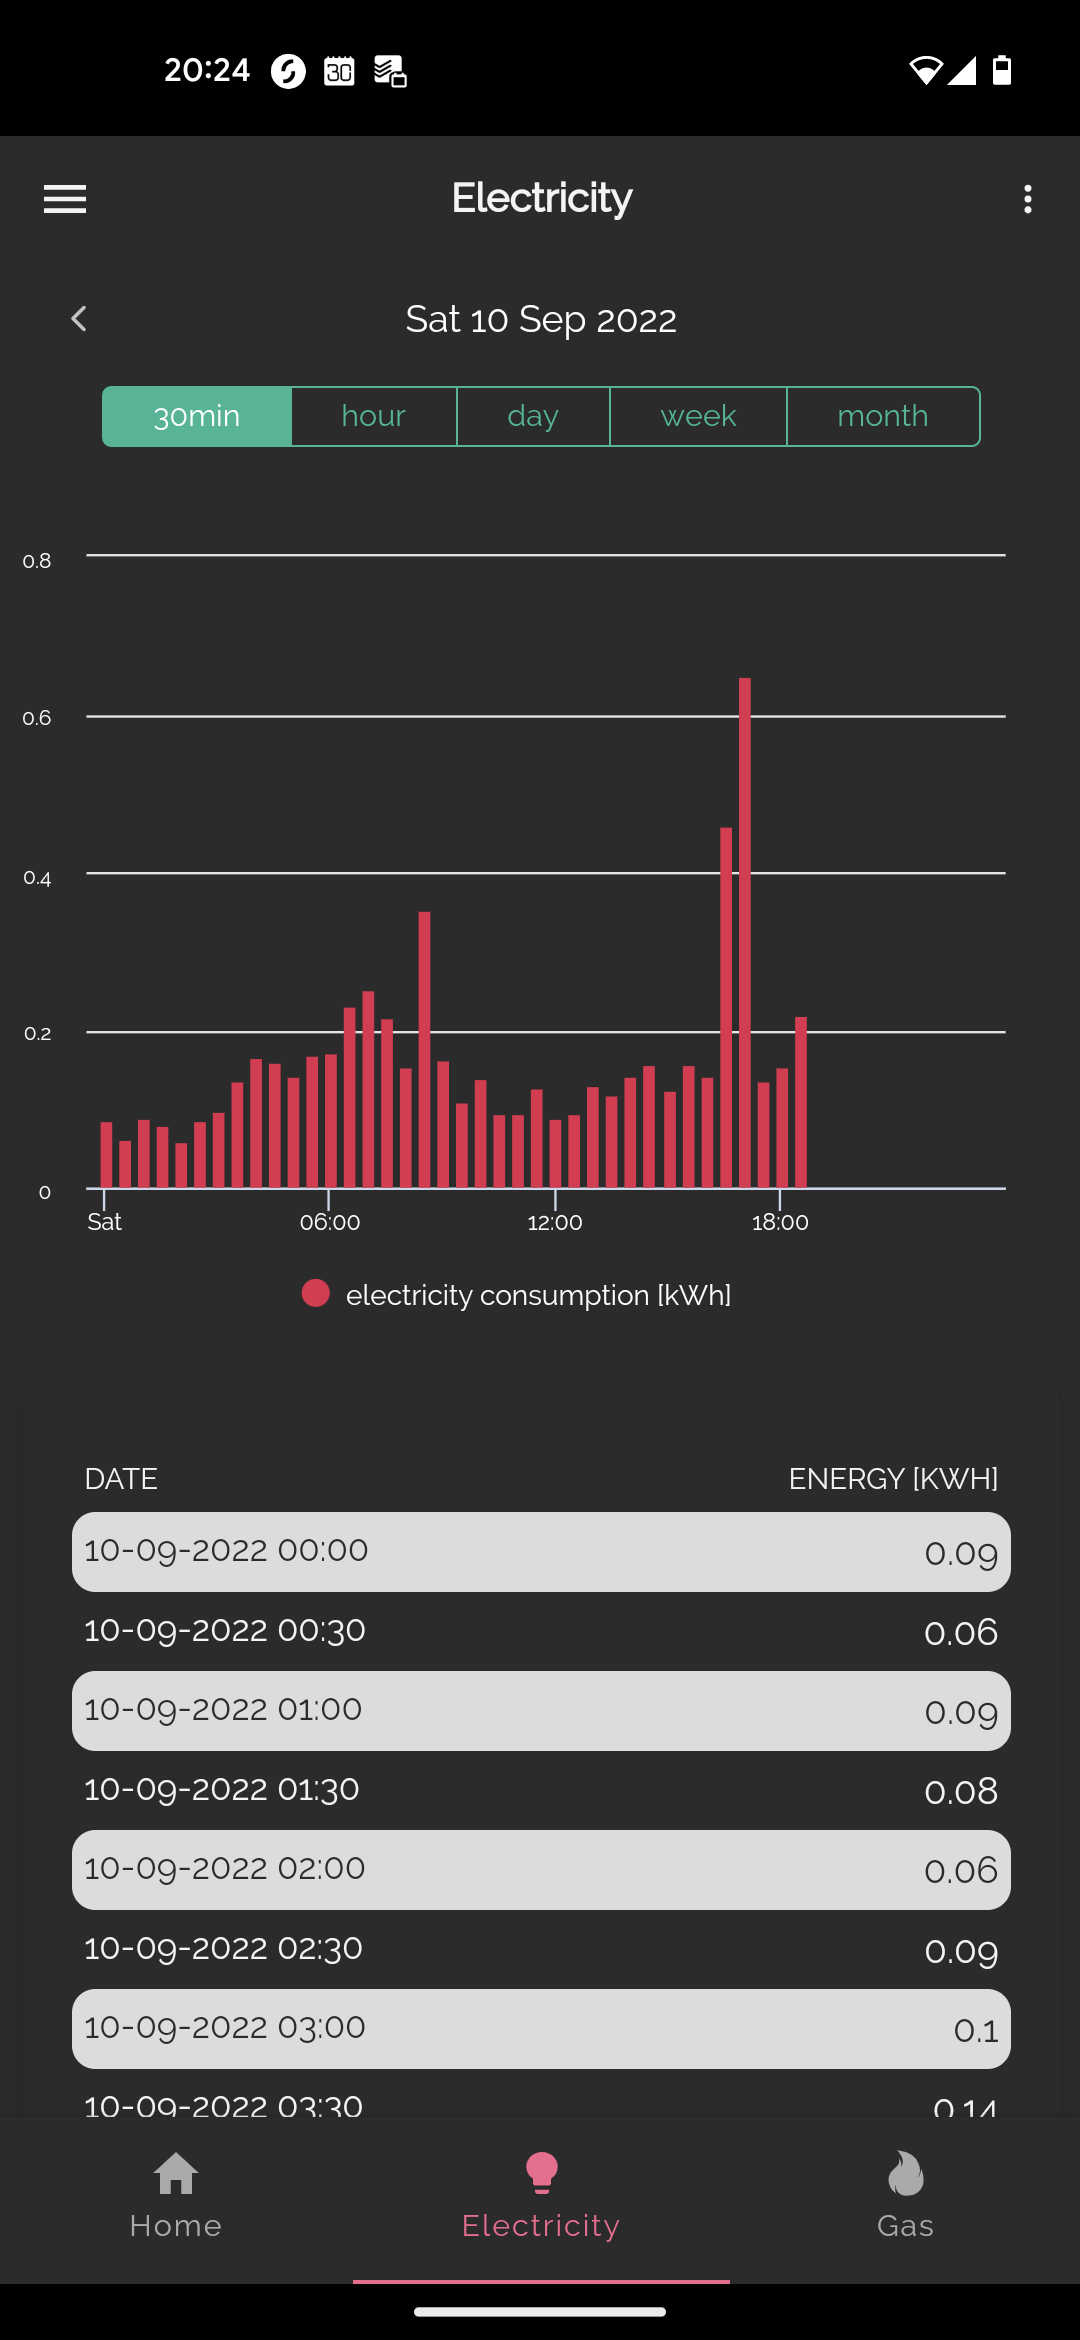 20:24 30
Electricity
Sat 10 Sep 2022
30min hour day week month
0.8
0.6
0.4
0.2
0
Sat 06:00 12:00 18:00
electricity consumption [kWh]
DATE ENERGY [KWH]
10-09-2022 00:00 0.09
10-09-2022 00:30 0.06
10-09-2022 01:00 0.09
10-09-2022 01:30 0.08
10-09-2022 02:00 0.06
10-09-2022 02:30 0.09
10-09-2022 03:00 0.1
10-09-2022 03:30 0.14
Home Electricity Gas